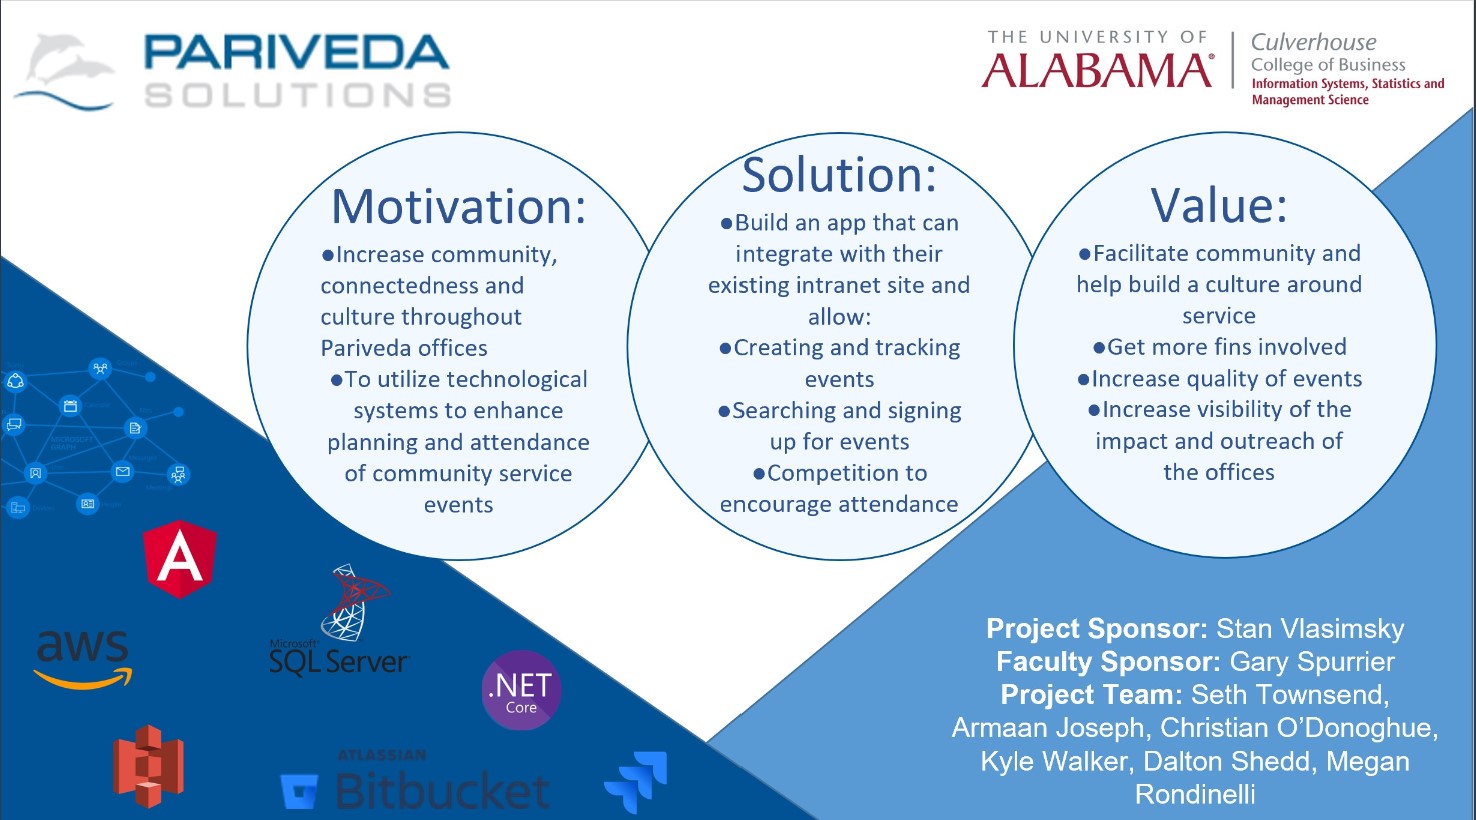 PARIVEDA
SOLUTIONS
THE UNIVERSITY OF
ALABAMA®
Culverhouse
College of Business
Information Systems, Statistics and
Management Science
Motivation:
●Increase community,
connectedness and
culture throughout
Pariveda offices
●To utilize technological
systems to enhance
planning and attendance
of community service
events
Solution:
●Build an app that can
integrate with their
existing intranet site and
allow:
●Creating and tracking
events
●Searching and signing
up for events
●Competition to
encourage attendance
Value:
●Facilitate community and
help build a culture around
service
●Get more fins involved
●Increase quality of events
●Increase visibility of the
impact and outreach of
the offices
MICROSOFT
GRAPH
A
aws
Microsoft®
SQL Server
.NET
Core
ATLASSIAN
Bitbucket
Project Sponsor: Stan Vlasimsky
Faculty Sponsor: Gary Spurrier
Project Team: Seth Townsend,
Armaan Joseph, Christian O’Donoghue,
Kyle Walker, Dalton Shedd, Megan
Rondinelli